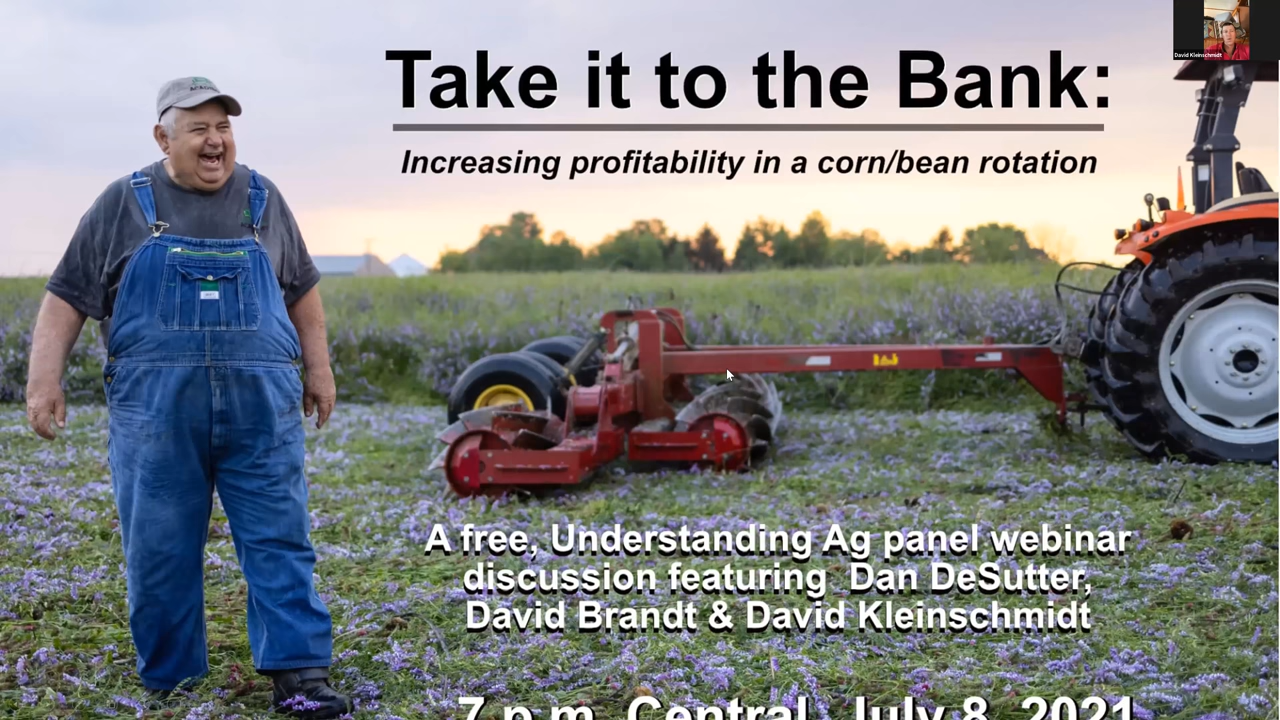 David Kleinschmidt
Take it to the Bank:
Increasing profitability in a corn/bean rotation
A free, Understanding Ag panel webinar
discussion featuring Dan DeSutter,
David Brandt & David Kleinschmidt
7 p.m. Central, July 8, 2021